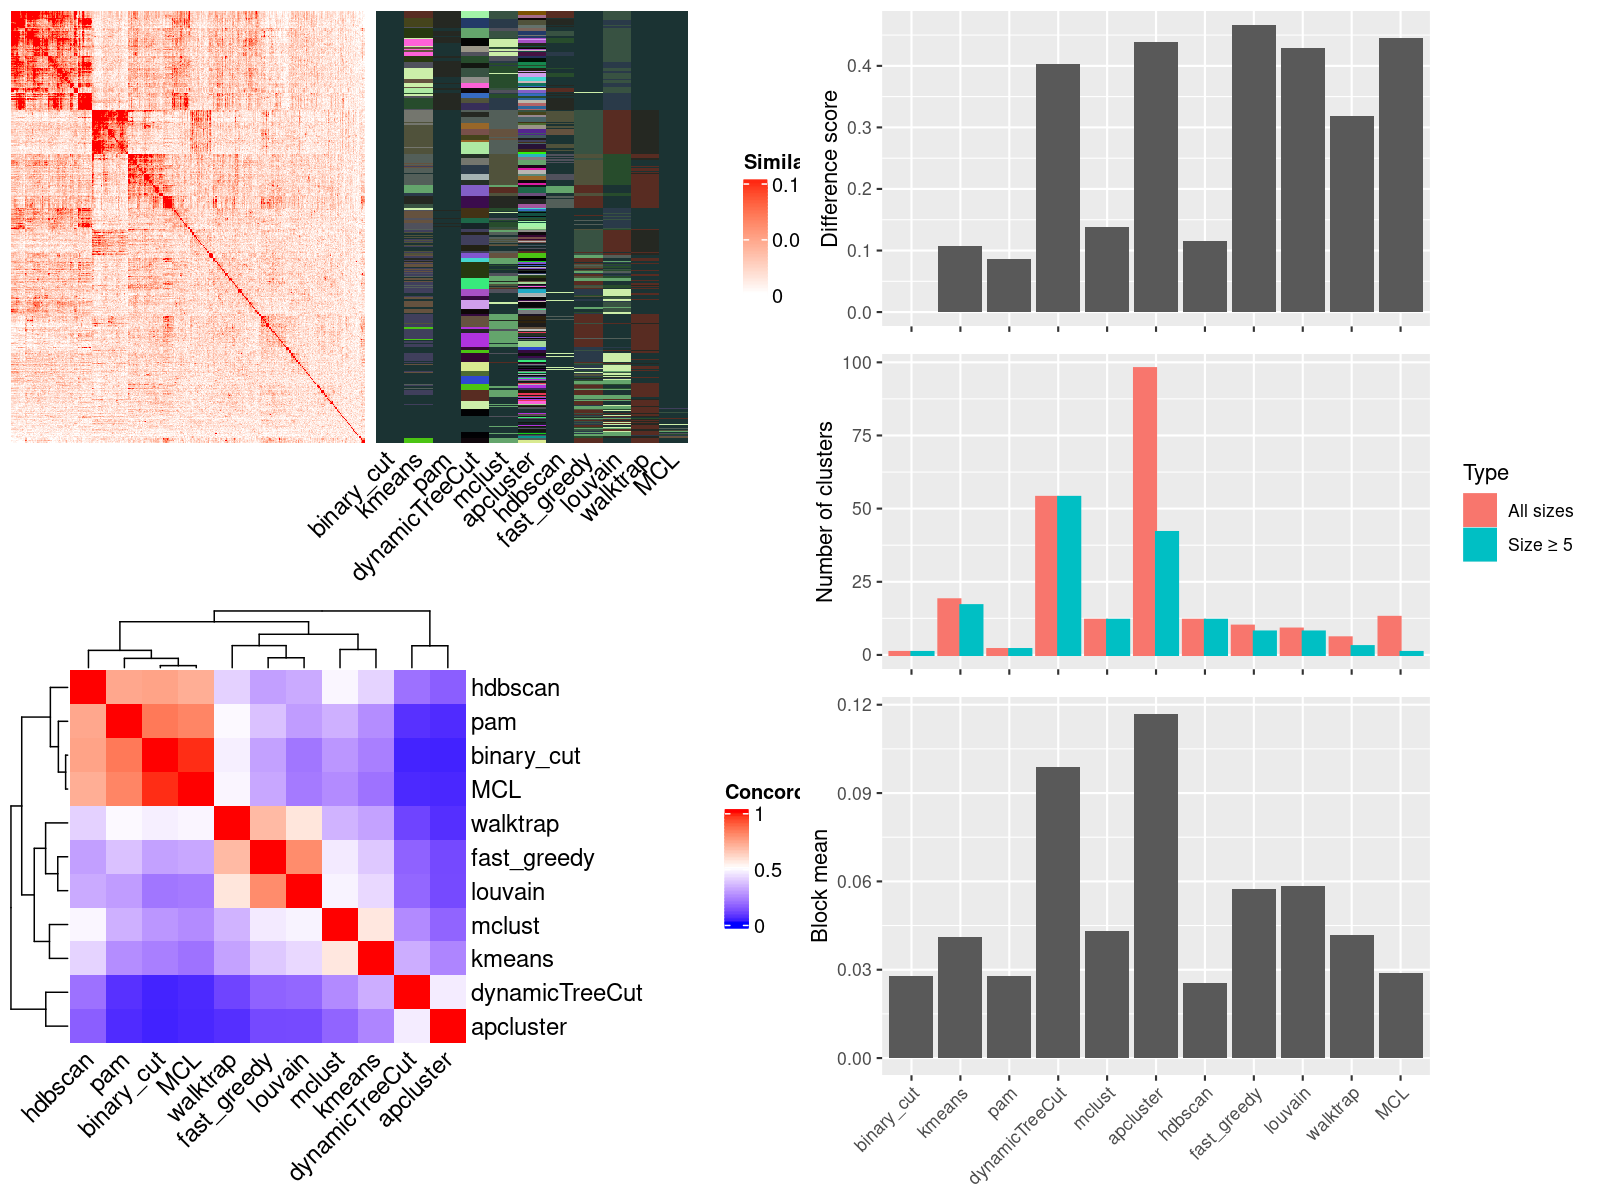 Simila
0.1
0.0
0
binary_cut
kmeans
pam
dynamicTreeCut
mclust
apcluster
hdbscan
fast_greedy
louvain
walktrap
MCL
hdbscan
pam
binary_cut
MCL
walktrap
fast_greedy
louvain
mclust
kmeans
dynamicTreeCut
apcluster
hdbscan
pam
binary_cut
MCL
walktrap
fast_greedy
louvain
mclust
kmeans
dynamicTreeCut
apcluster
Concord
1
0.5
0
Difference score
0.4
0.3
0.2
0.1
0.0
Number of clusters
100
75
50
25
0
Type
All sizes
Size ≥ 5
Block mean
0.12
0.09
0.06
0.03
0.00
binary_cut
kmeans
pam
dynamicTreeCut
mclust
apcluster
hdbscan
fast_greedy
louvain
walktrap
MCL